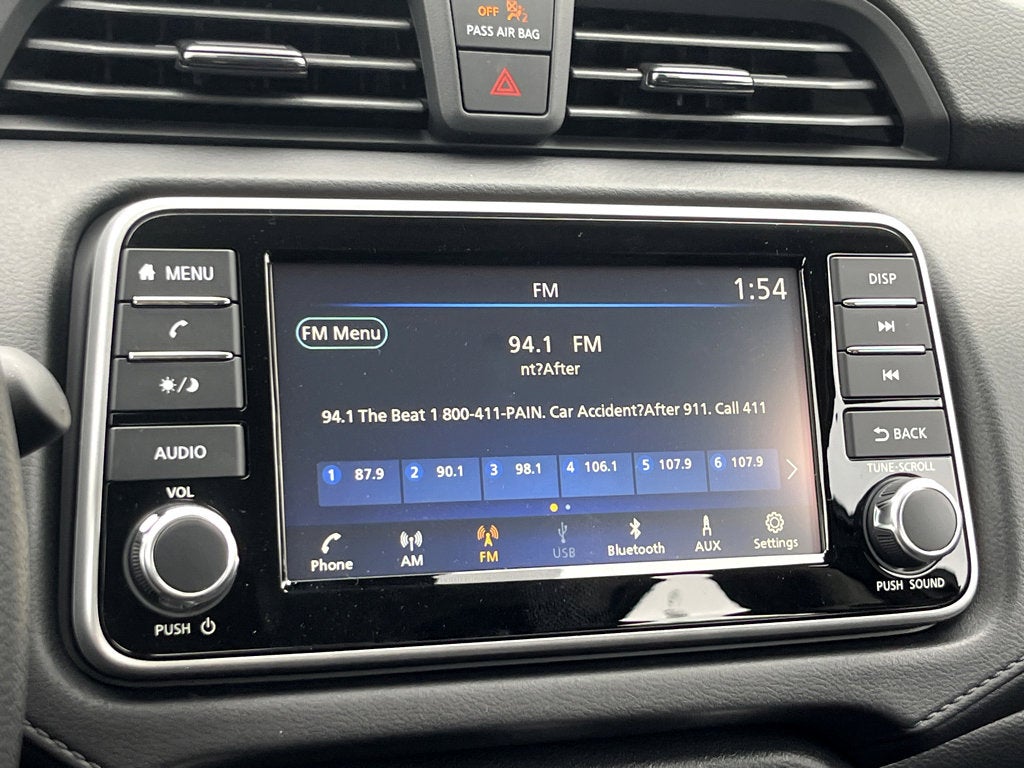 OFF 2
PASS AIR BAG
MENU
AUDIO
VOL
PUSH
FM 1:54
FM Menu
94.1 FM
nt?After
94.1 The Beat 1 800-411-PAIN. Car Accident?After 911. Call 411
1 87.9 2 90.1 3 98.1 4 106.1 5 107.9 6 107.9
Phone AM FM USB Bluetooth AUX Settings
DISP
BACK
TUNE·SCROLL
PUSH SOUND